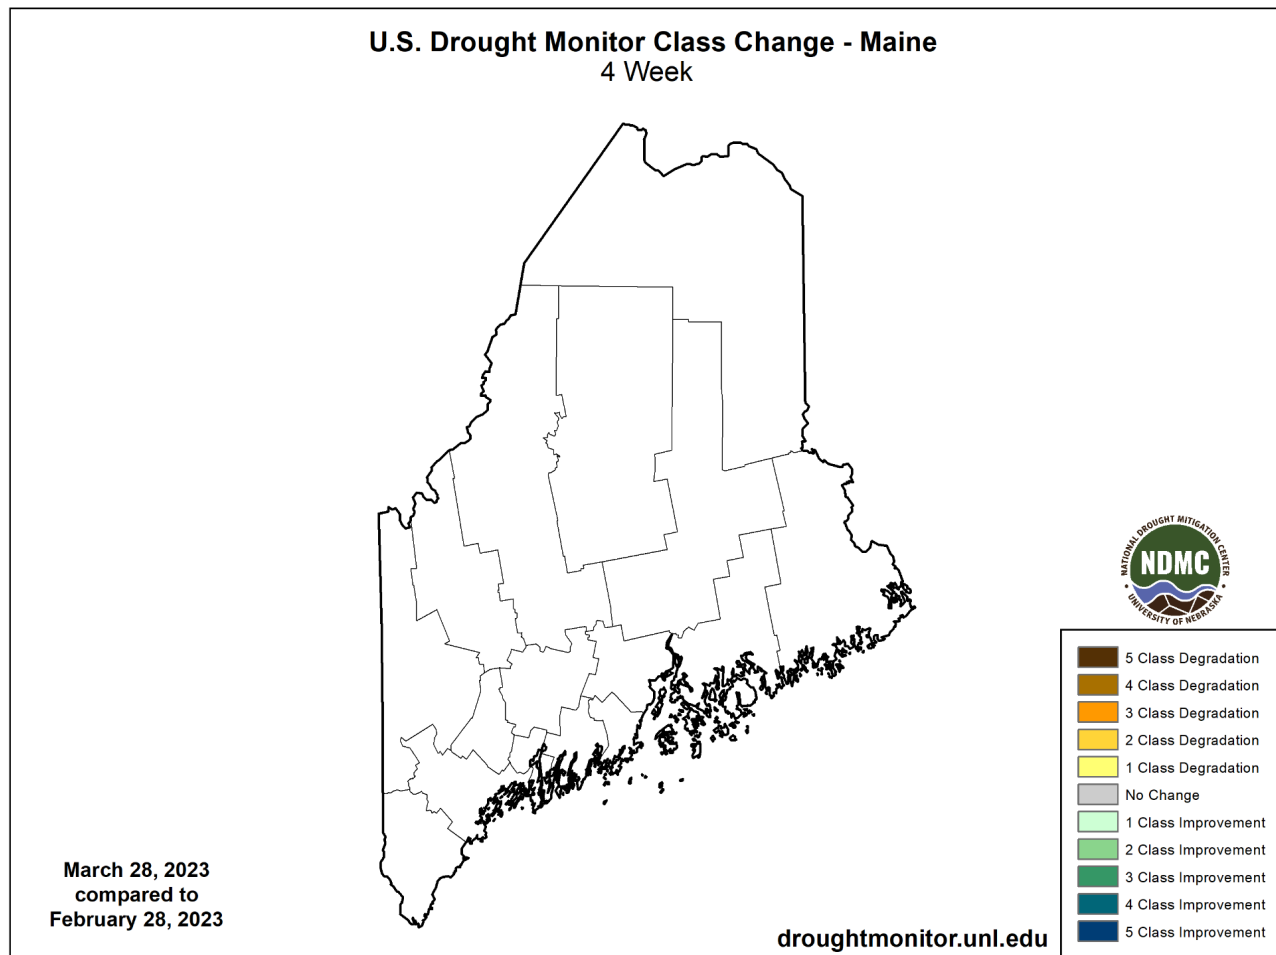 U.S. Drought Monitor Class Change - Maine
4 Week
NATIONAL DROUGHT MITIGATION CENTER
NDMC
UNIVERSITY OF NEBRASKA
5 Class Degradation
4 Class Degradation
3 Class Degradation
2 Class Degradation
1 Class Degradation
No Change
1 Class Improvement
2 Class Improvement
3 Class Improvement
4 Class Improvement
5 Class Improvement
March 28, 2023
compared to
February 28, 2023
droughtmonitor.unl.edu